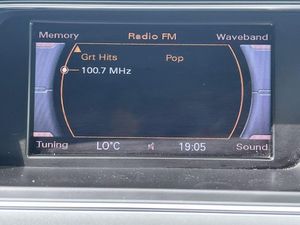 Memory Radio FM Waveband
Grt Hits Pop
100.7 MHz
Tuning LO°C 19:05 Sound